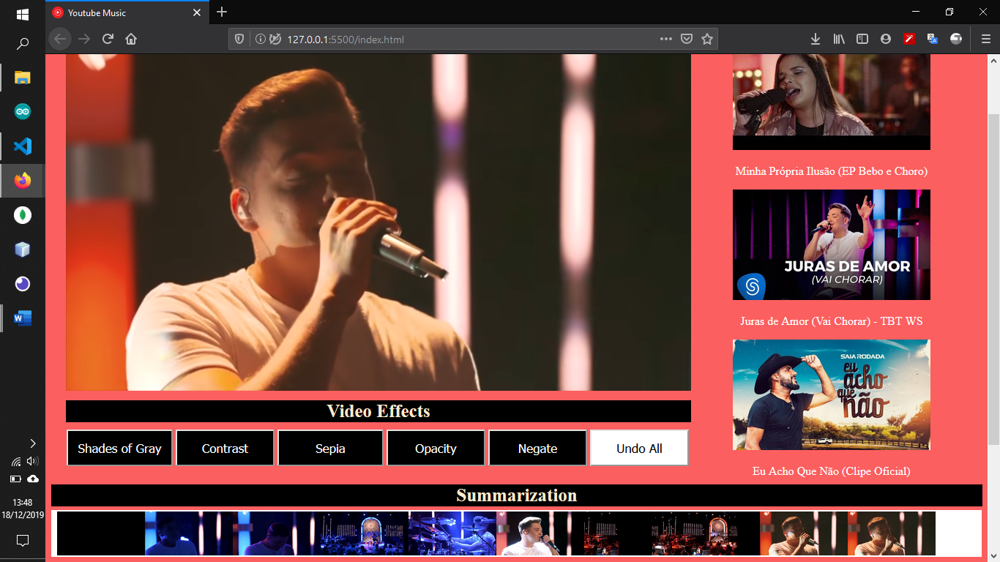 Youtube Music
127.0.0.1:5500/index.html
Minha Própria Ilusão (EP Bebo e Choro)
JURAS DE AMOR
(VAI CHORAR)
Juras de Amor (Vai Chorar) - TBT WS
SAIA RODADA
eu
acho
que
não
Eu Acho Que Não (Clipe Oficial)
Video Effects
Shades of Gray
Contrast
Sepia
Opacity
Negate
Undo All
Summarization
13:48
18/12/2019